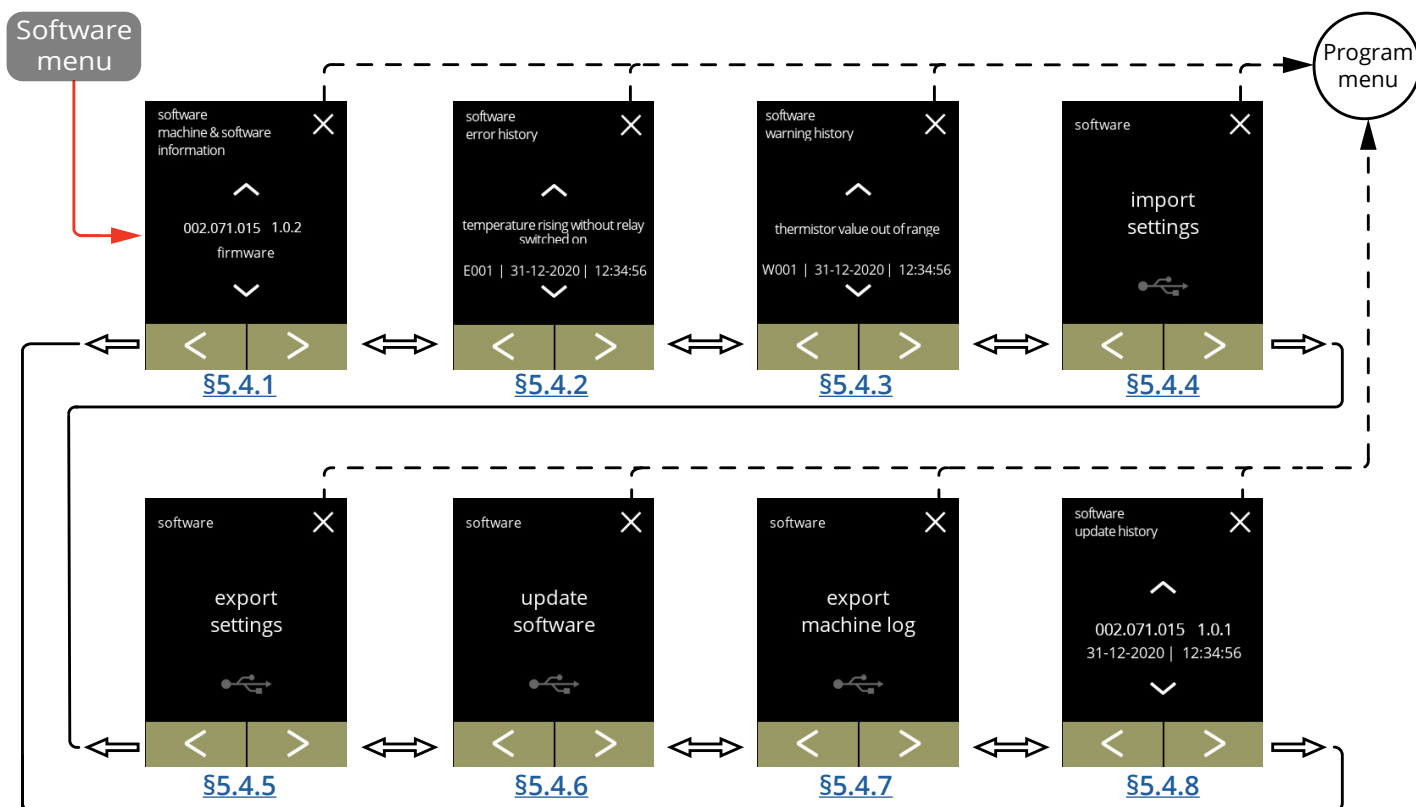 Software
menu
Program
menu
software
machine & software
information
002.071.015 1.0.2
firmware
§5.4.1
software
error history
temperature rising without relay
switched on
E001 | 31-12-2020 | 12:34:56
§5.4.2
software
warning history
thermistor value out of range
W001 | 31-12-2020 | 12:34:56
§5.4.3
software
import
settings
§5.4.4
software
export
settings
§5.4.5
software
update
software
§5.4.6
software
export
machine log
§5.4.7
software
update history
002.071.015 1.0.1
31-12-2020 | 12:34:56
§5.4.8